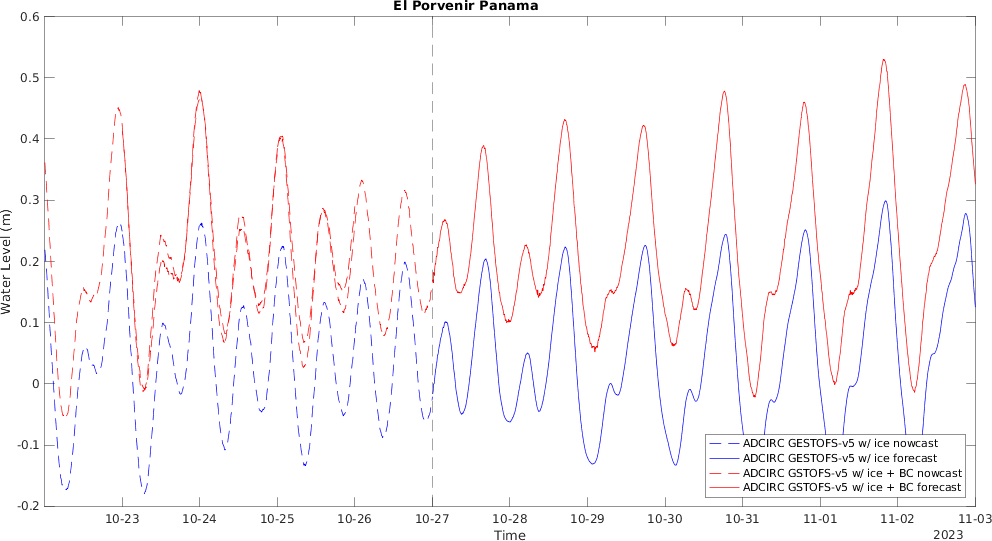 El Porvenir Panama
0.6
0.5
0.4
0.3
0.2
0.1
0
-0.1
-0.2
Water Level (m)
ADCIRC GESTOFS-v5 w/ ice nowcast
ADCIRC GESTOFS-v5 w/ ice forecast
ADCIRC GSTOFS-v5 w/ ice + BC nowcast
ADCIRC GSTOFS-v5 w/ ice + BC forecast
10-23 10-24 10-25 10-26 10-27 10-28 10-29 10-30 10-31 11-01 11-02 11-03
Time
2023